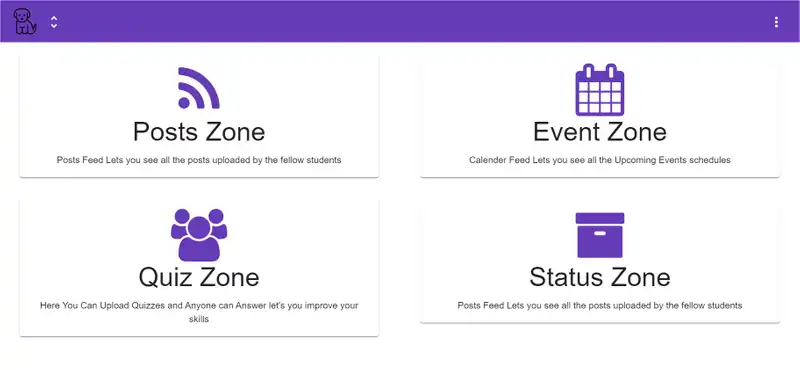 Posts Zone
Posts Feed Lets you see all the posts uploaded by the fellow students
Event Zone
Calender Feed Lets you see all the Upcoming Events schedules
Quiz Zone
Here You Can Upload Quizzes and Anyone can Answer let's you improve your
skills
Status Zone
Posts Feed Lets you see all the posts uploaded by the fellow students